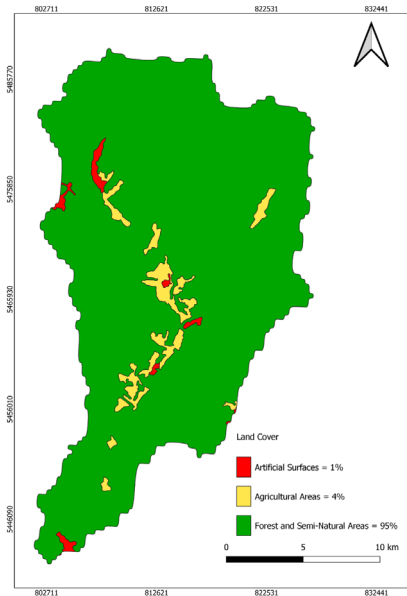 802711 812621 822531 832441
5485770
5475850
5465930
5456010
5446090
Land Cover
Artificial Surfaces = 1%
Agricultural Areas = 4%
Forest and Semi-Natural Areas = 95%
0 5 10 km
802711 812621 822531 832441